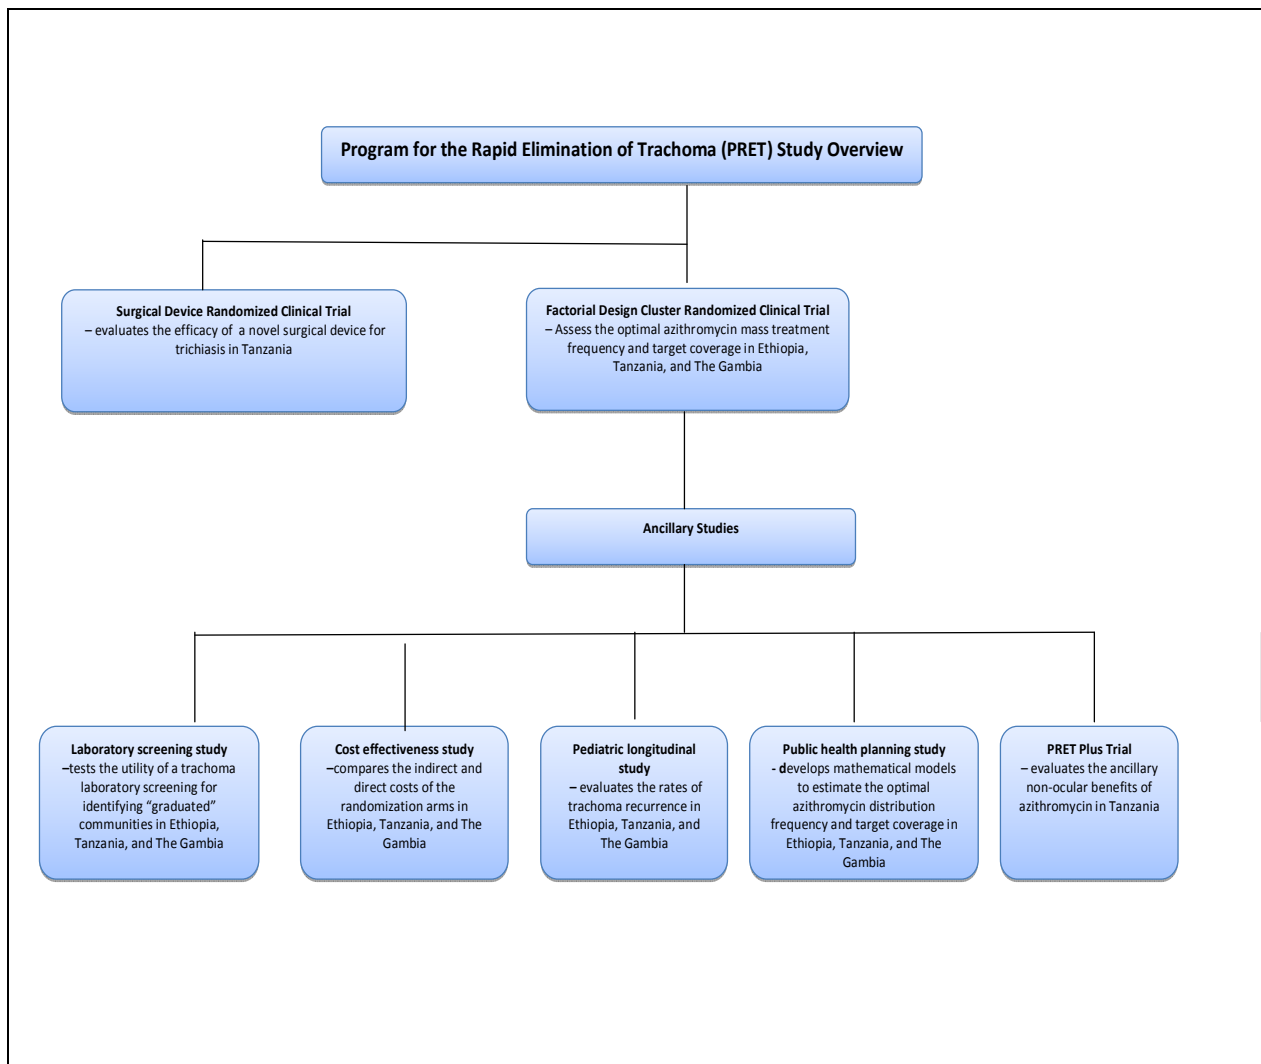 Program for the Rapid Elimination of Trachoma (PRET) Study Overview
Surgical Device Randomized Clinical Trial
– evaluates the efficacy of a novel surgical device for
trichiasis in Tanzania
Factorial Design Cluster Randomized Clinical Trial
– Assess the optimal azithromycin mass treatment
frequency and target coverage in Ethiopia,
Tanzania, and The Gambia
Ancillary Studies
Laboratory screening study
–tests the utility of a trachoma
laboratory screening for
identifying “graduated”
communities in Ethiopia,
Tanzania, and The Gambia
Cost effectiveness study
–compares the indirect and
direct costs of the
randomization arms in
Ethiopia, Tanzania, and The
Gambia
Pediatric longitudinal
study
– evaluates the rates of
trachoma recurrence in
Ethiopia, Tanzania, and
The Gambia
Public health planning study
- develops mathematical models
to estimate the optimal
azithromycin distribution
frequency and target coverage in
Ethiopia, Tanzania, and The
Gambia
PRET Plus Trial
– evaluates the ancillary
non-ocular benefits of
azithromycin in Tanzania